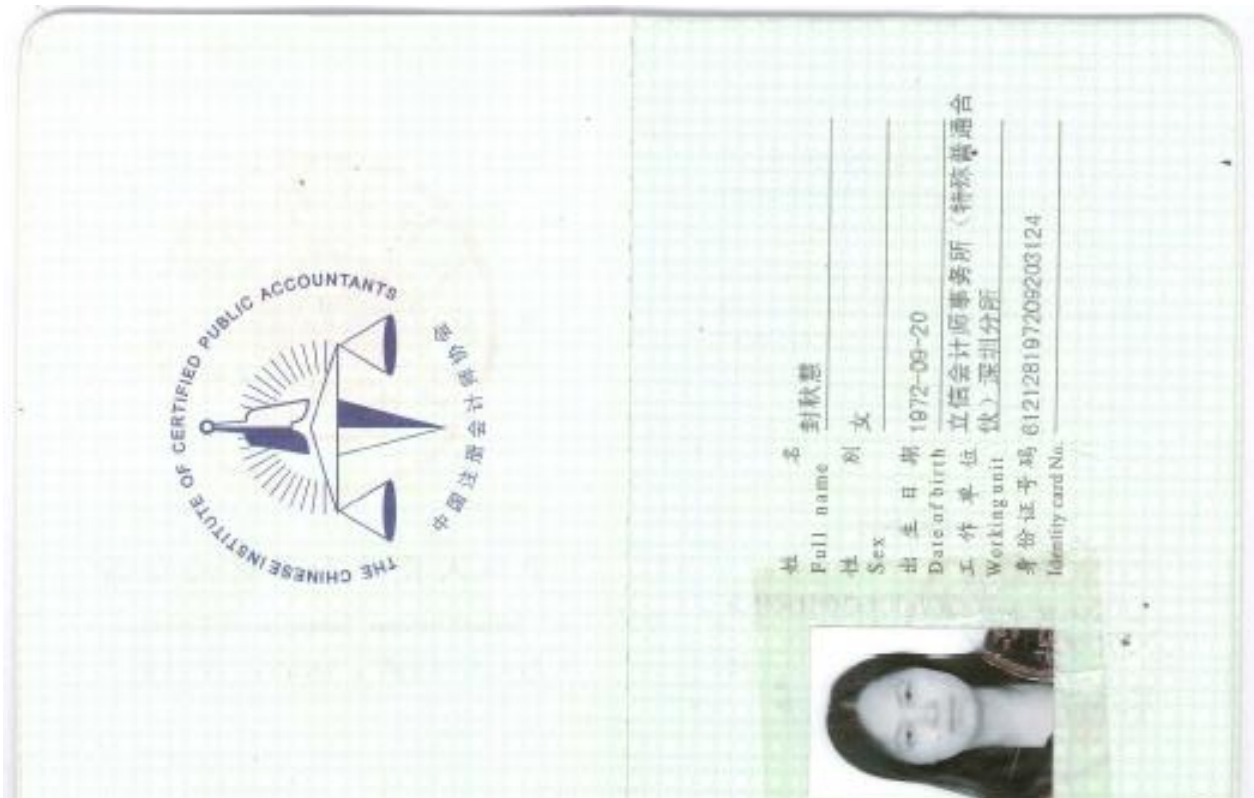 THE CHINESE INSTITUTE OF CERTIFIED PUBLIC ACCOUNTANTS
中国注册会计师协会
姓 名 封秋慧
Full name
性 别 女
Sex
出 生 日 期 1972-09-20
Date of birth
工 作 单 位 立信会计师事务所（特殊普通合
Working unit 伙）深圳分所
身份证号码 612128197209203124
Identity card No.